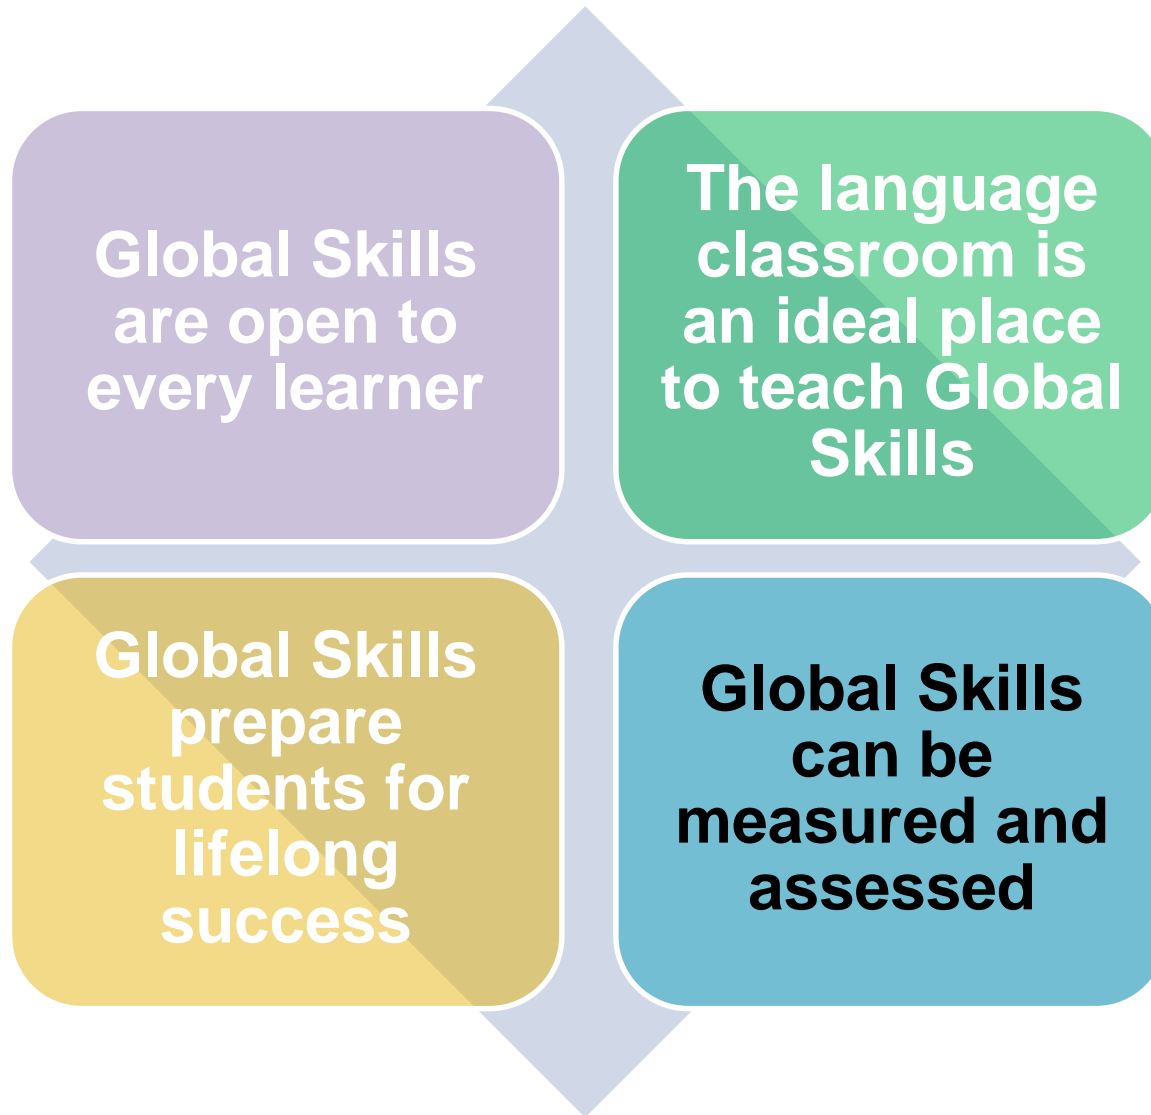 Global Skills
are open to
every learner
The language
classroom is
an ideal place
to teach Global
Skills
Global Skills
prepare
students for
lifelong
success
Global Skills
can be
measured and
assessed